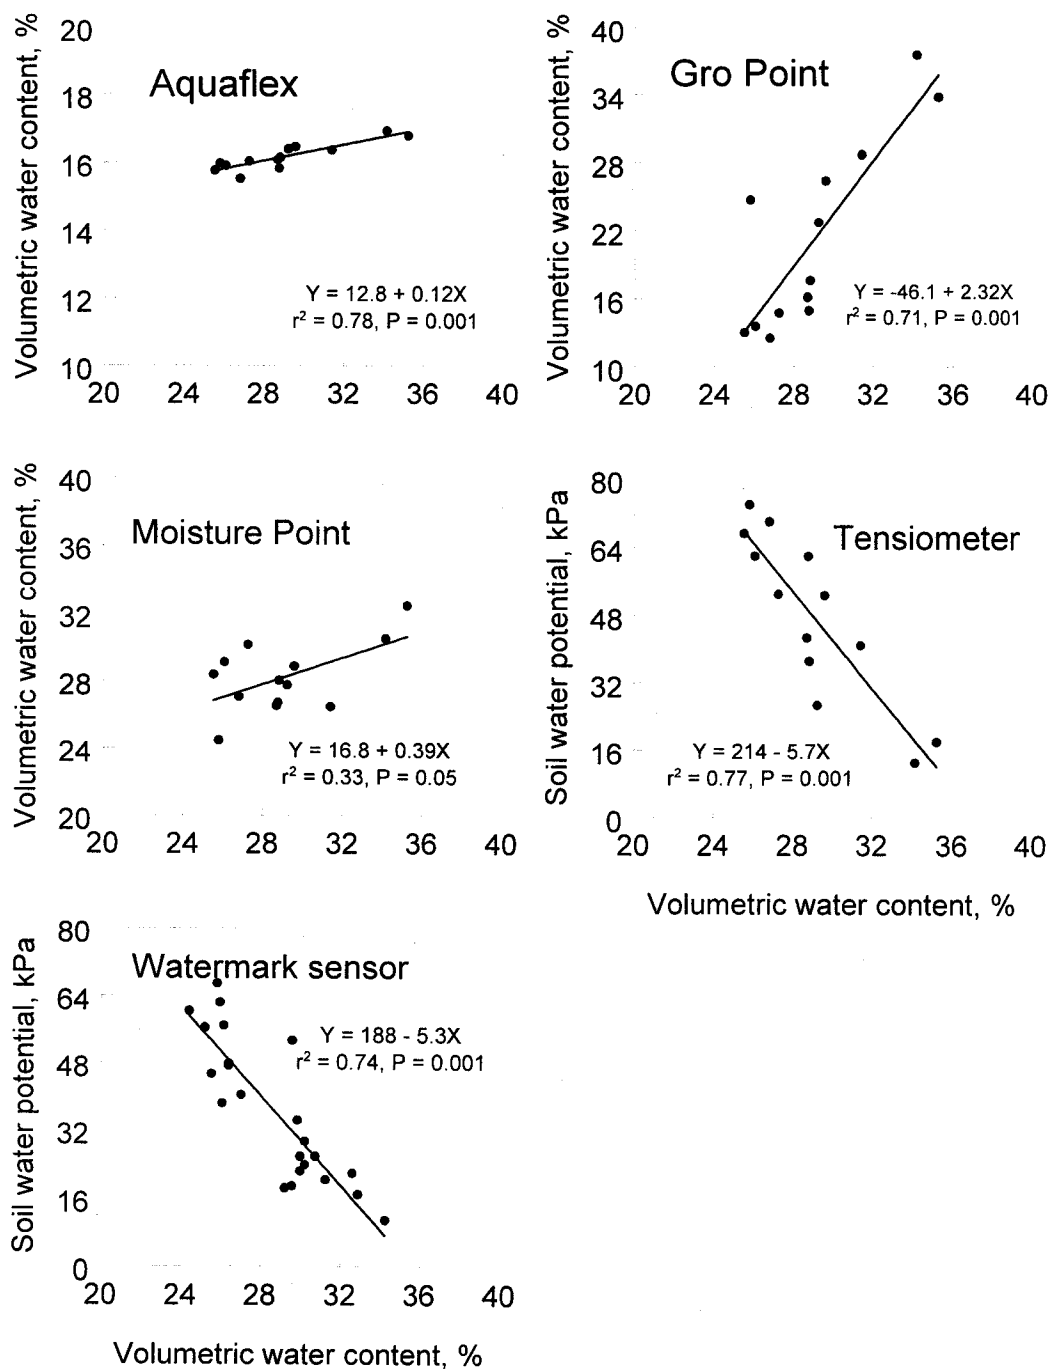 Volumetric water content, %
20
18
16
14
12
10
Aquaflex
Y = 12.8 + 0.12X
r² = 0.78, P = 0.001
20 24 28 32 36 40
Volumetric water content, %
40
34
28
22
16
10
Gro Point
Y = -46.1 + 2.32X
r² = 0.71, P = 0.001
20 24 28 32 36 40
Volumetric water content, %
40
36
32
28
24
20
Moisture Point
Y = 16.8 + 0.39X
r² = 0.33, P = 0.05
20 24 28 32 36 40
Soil water potential, kPa
80
64
48
32
16
0
Tensiometer
Y = 214 - 5.7X
r² = 0.77, P = 0.001
20 24 28 32 36 40
Volumetric water content, %
Soil water potential, kPa
80
64
48
32
16
0
Watermark sensor
Y = 188 - 5.3X
r² = 0.74, P = 0.001
20 24 28 32 36 40
Volumetric water content, %